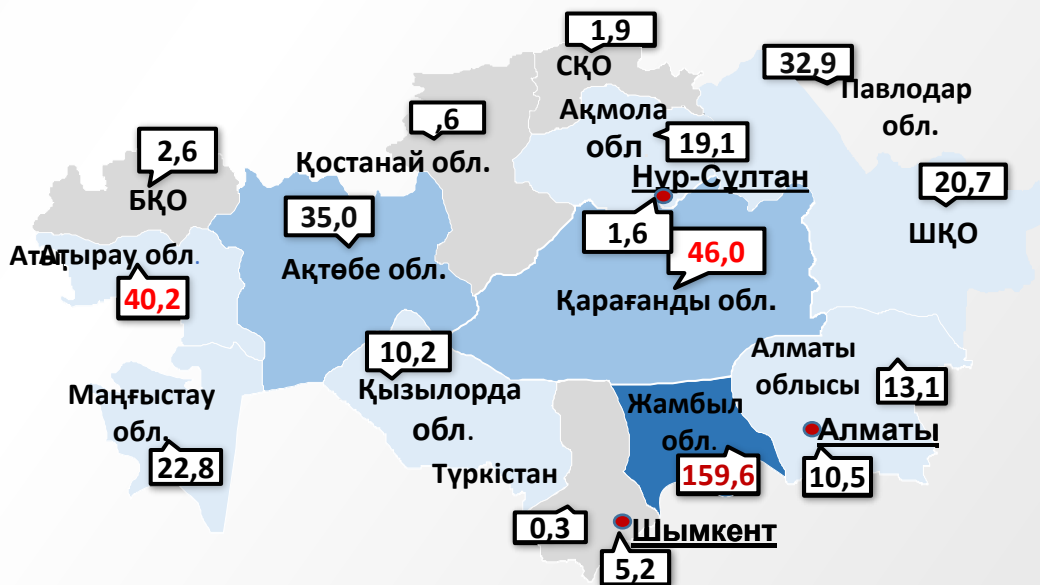 1,9
СҚО
32,9
Павлодар
обл.
,6
Ақмола
обл
19,1
2,6
БҚО
Қостанай обл.
Нұр-Сұлтан
1,6
20,7
ШҚО
35,0
Ақтөбе обл.
46,0
Қарағанды обл.
Атырау обл.
40,2
10,2
Қызылорда
обл.
Маңғыстау
обл.
22,8
Алматы
облысы
13,1
Жамбыл
обл.
159,6
Алматы
10,5
Түркістан
0,3
Шымкент
5,2